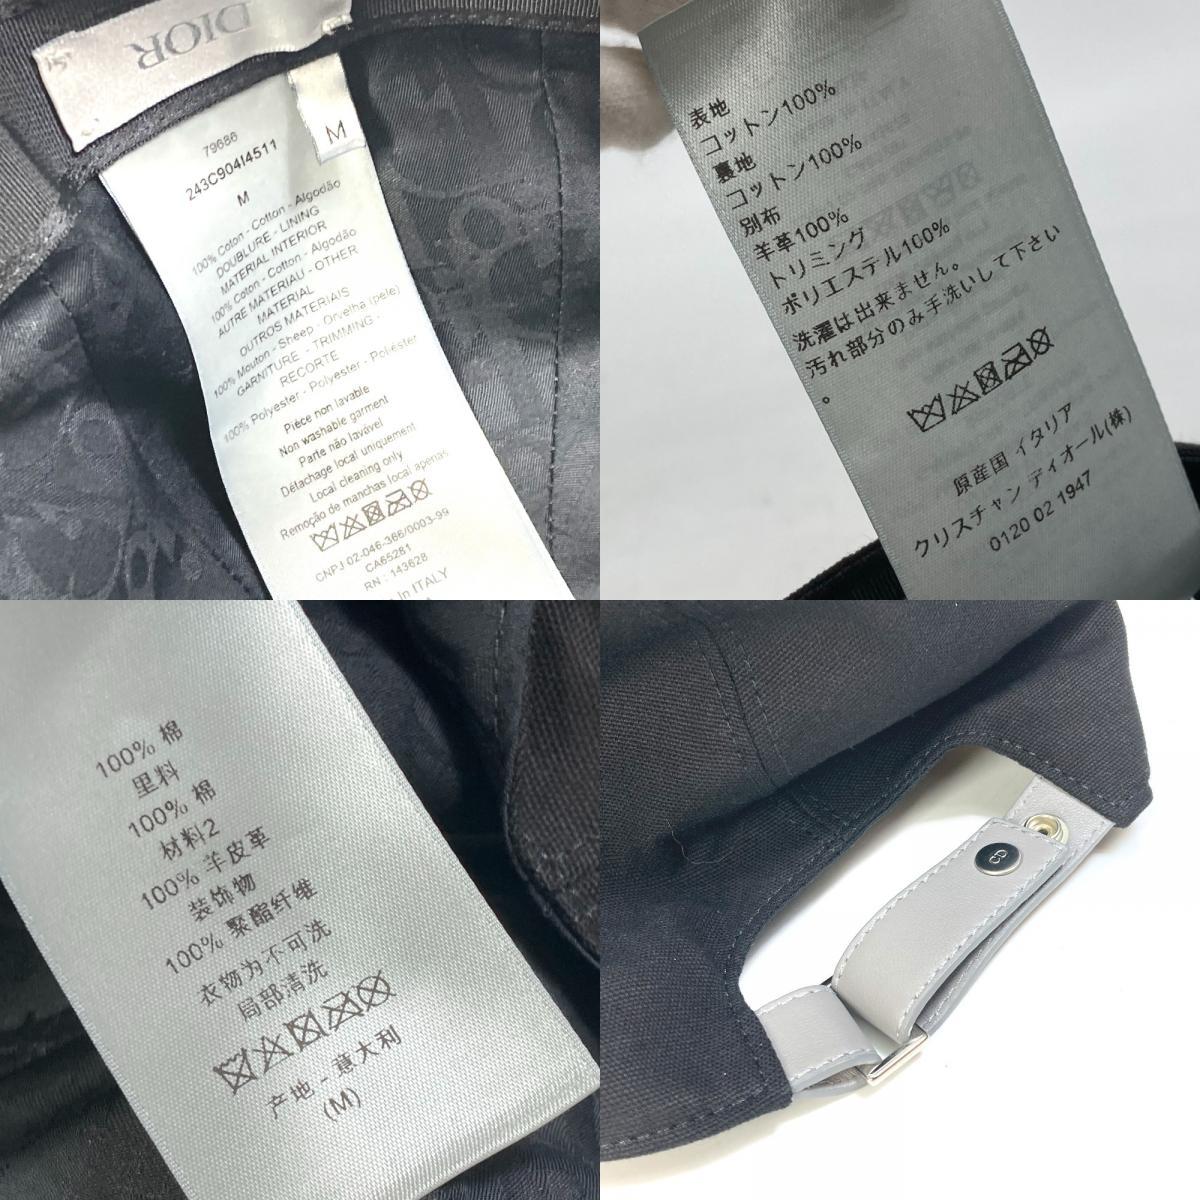 DIOR
M
79686
243C904I4511
M
100% Coton - Cotton - Algodão
DOUBLURE - LINING
MATERIAL INTERIOR
100% Coton - Cotton - Algodão
AUTRE MATERIAU - OTHER
MATERIAL
OUTROS MATERIAIS
100% Mouton - Sheep - Orvelha (pele)
GARNITURE - TRIMMING -
RECORTE
100% Polyester - Polyester - Poliéster
Pièce non lavable
Non washable garment
Parte não lavável
Détachage local uniquement
Local cleaning only
Remoção de manchas local apenas
CNPJ 02-046-366/0003-99
CA65261
RN : 143628
In ITALY
表地
コットン100%
裏地
コットン100%
別布
羊革100%
トリミング
ポリエステル100%
洗濯は出来ません。
汚れ部分のみ手洗いして下さい
。
原産国 イタリア
クリスチャン ディオール(株)
0120 02 1947
100% 棉
里料
100% 棉
材料2
100% 羊皮革
装饰物
100% 聚酯纤维
衣物为不可洗
局部清洗
产地 - 意大利
(M)
CD